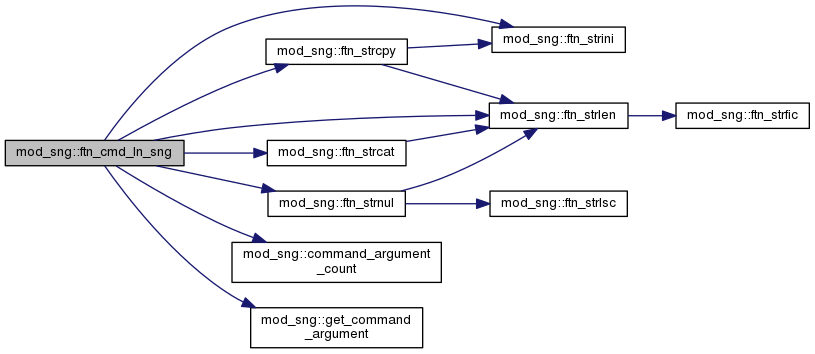 mod_sng::ftn_strini
mod_sng::ftn_strcpy
mod_sng::ftn_strlen
mod_sng::ftn_strfic
mod_sng::ftn_cmd_ln_sng
mod_sng::ftn_strcat
mod_sng::ftn_strnul
mod_sng::ftn_strlsc
mod_sng::command_argument
_count
mod_sng::get_command
_argument